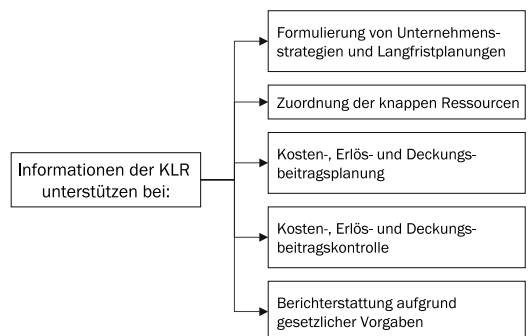 Informationen der KLR
unterstützen bei:
Formulierung von Unternehmens-
strategien und Langfristplanungen
Zuordnung der knappen Ressourcen
Kosten-, Erlös- und Deckungs-
beitragsplanung
Kosten-, Erlös- und Deckungs-
beitragskontrolle
Berichterstattung aufgrund
gesetzlicher Vorgaben